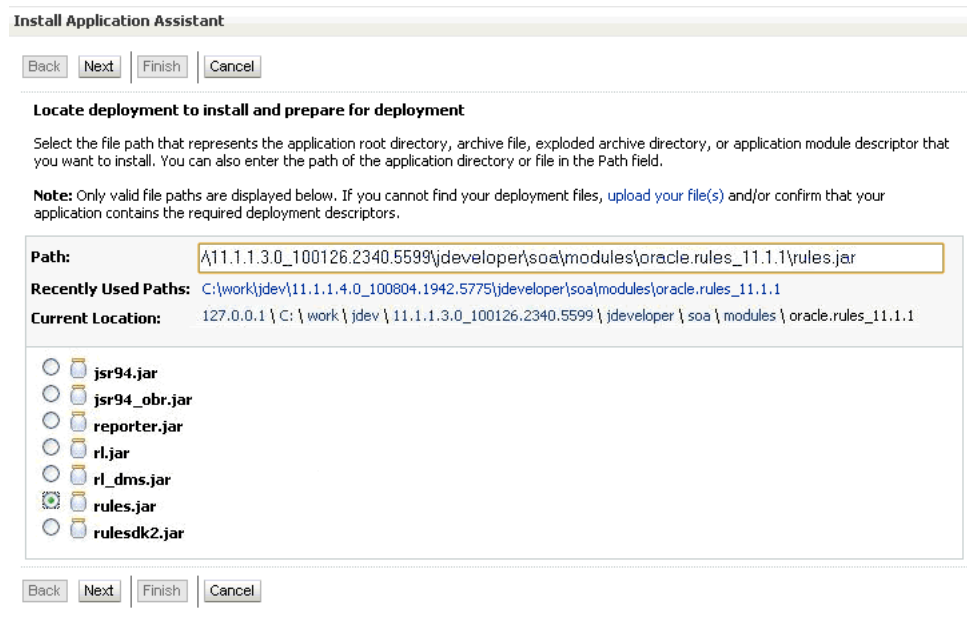 Install Application Assistant
Back Next Finish Cancel
Locate deployment to install and prepare for deployment
Select the file path that represents the application root directory, archive file, exploded archive directory, or application module descriptor that
you want to install. You can also enter the path of the application directory or file in the Path field.
Note: Only valid file paths are displayed below. If you cannot find your deployment files, upload your file(s) and/or confirm that your
application contains the required deployment descriptors.
Path: \11.1.1.3.0_100126.2340.5599\jdeveloper\soa\modules\oracle.rules_11.1.1\rules.jar
Recently Used Paths: C:\work\jdev\11.1.1.4.0_100804.1942.5775\jdeveloper\soa\modules\oracle.rules_11.1.1
Current Location: 127.0.0.1 \ C: \ work \ jdev \ 11.1.1.3.0_100126.2340.5599 \ jdeveloper \ soa \ modules \ oracle.rules_11.1.1
jsr94.jar
jsr94_obr.jar
reporter.jar
rl.jar
rl_dms.jar
rules.jar
rulesdk2.jar
Back Next Finish Cancel